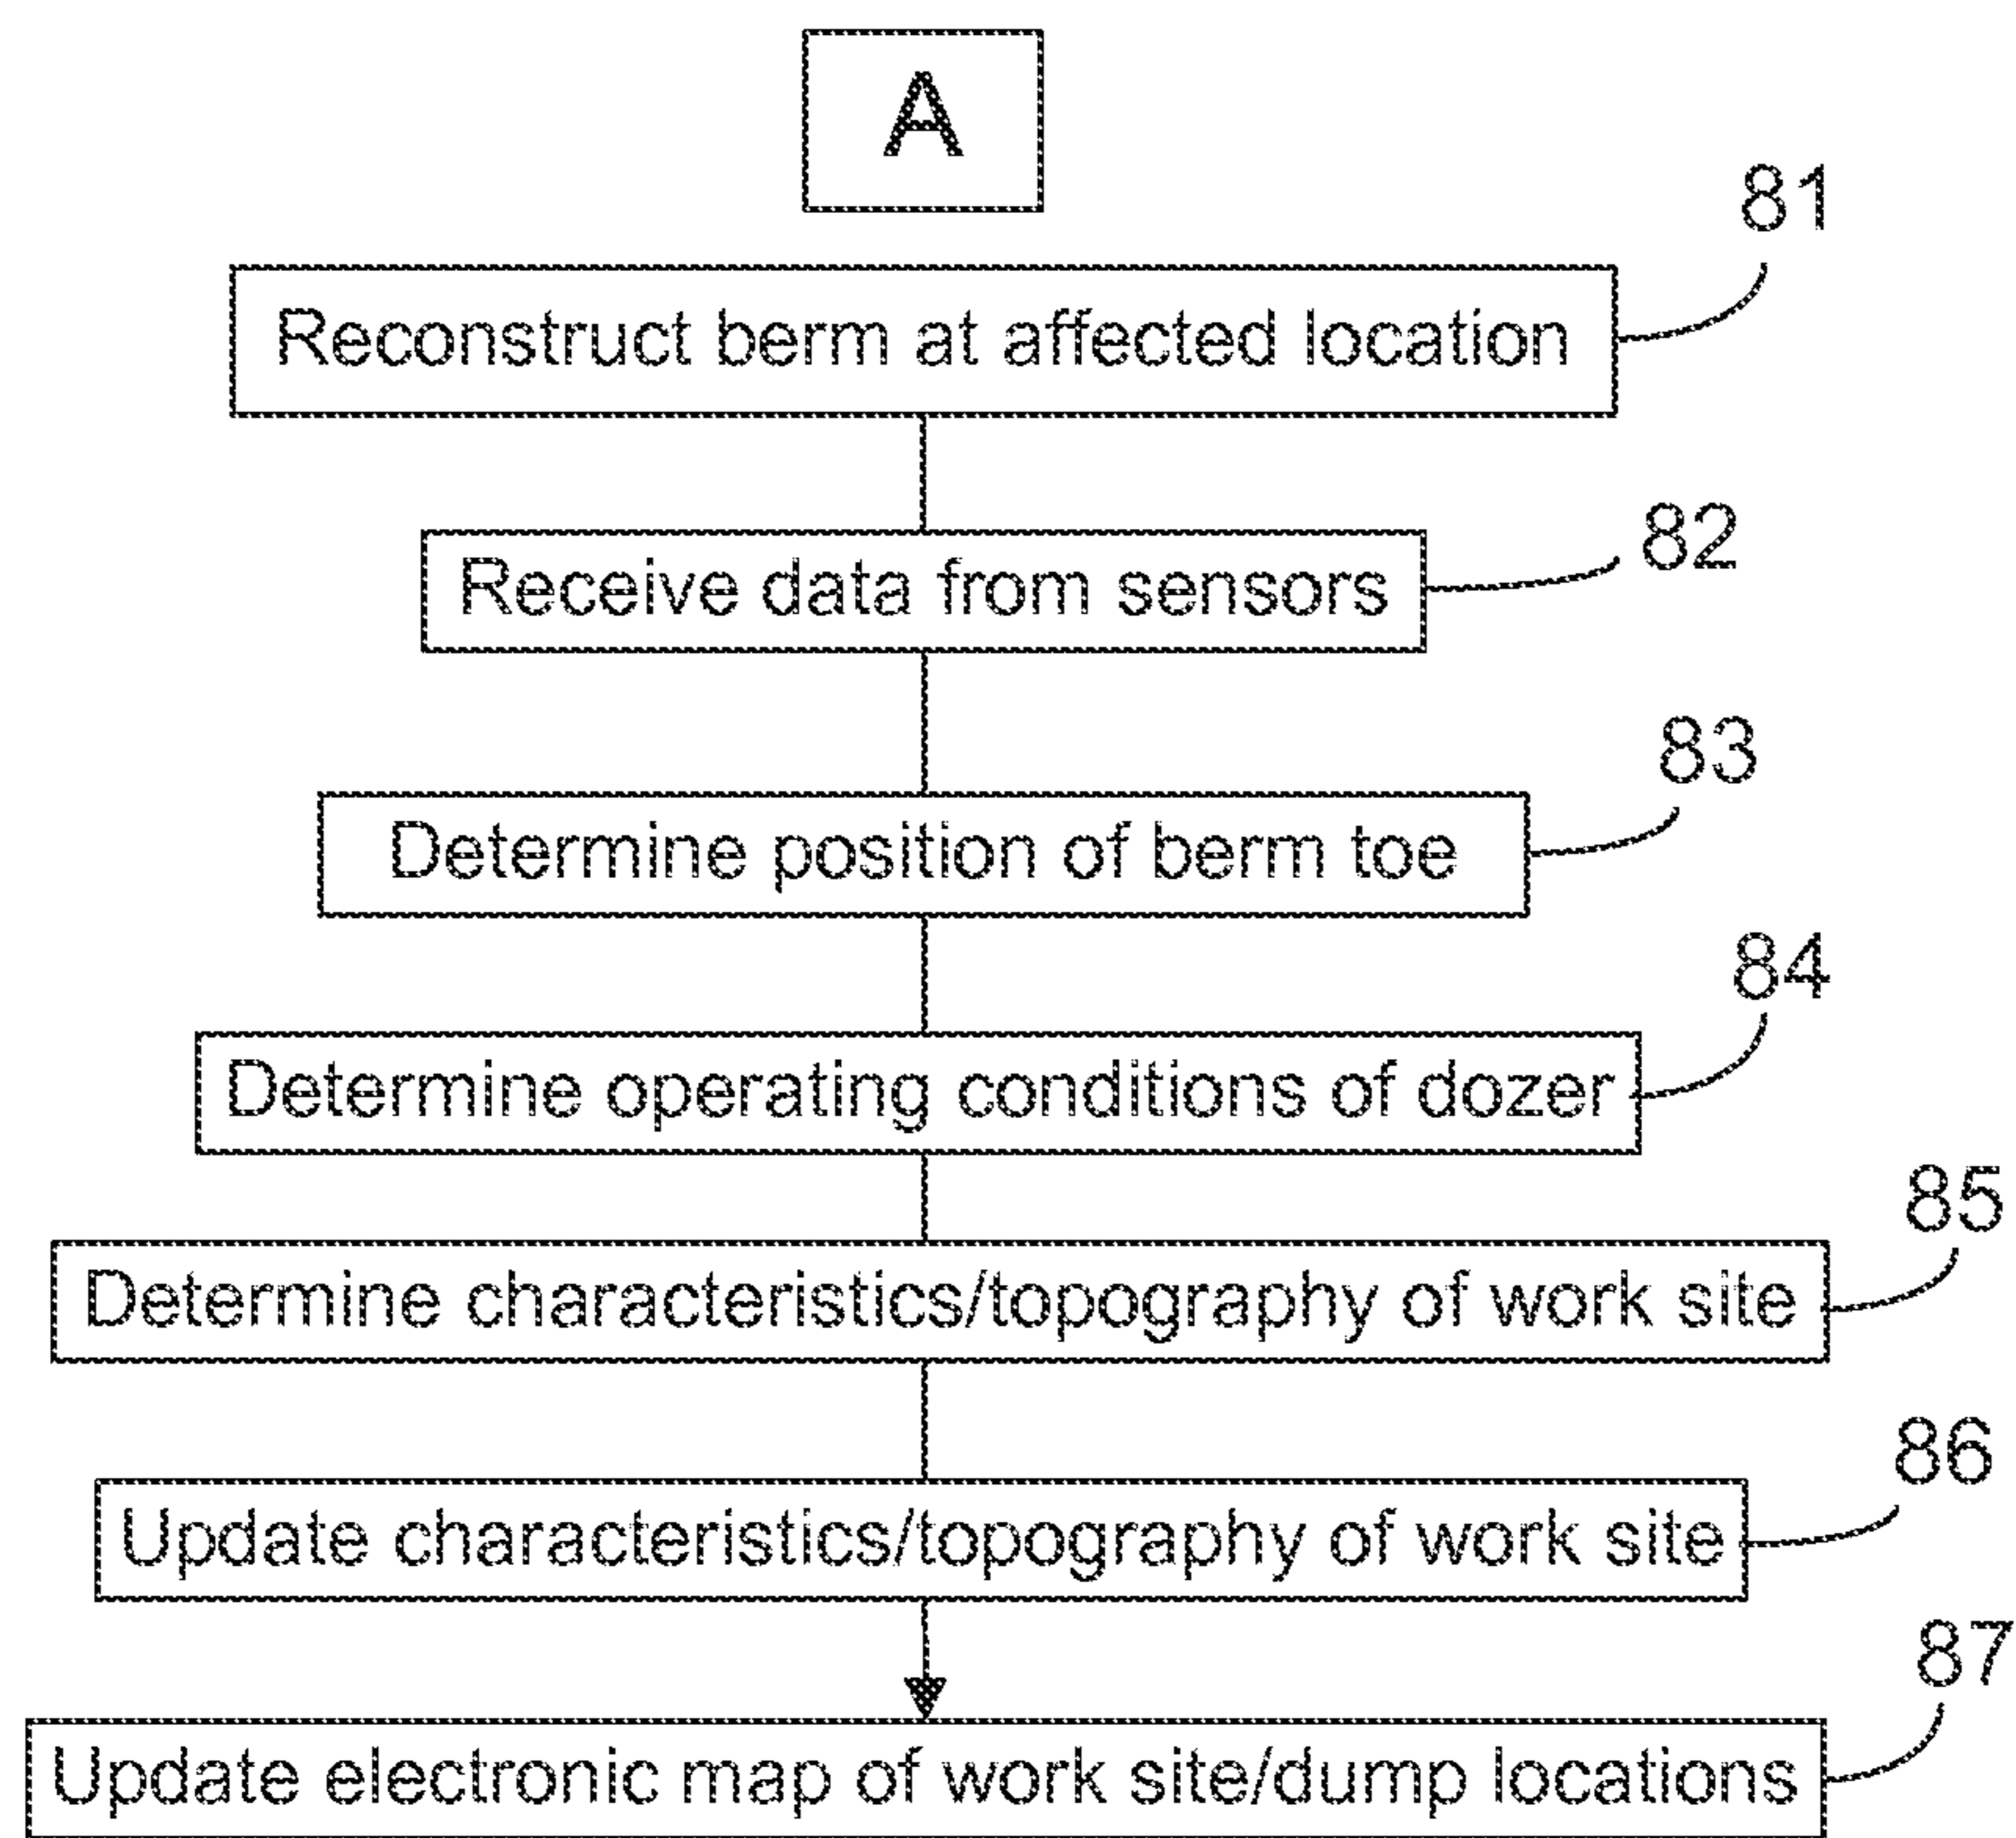 A
81
Reconstruct berm at affected location
82
Receive data from sensors
83
Determine position of berm toe
84
Determine operating conditions of dozer
85
Determine characteristics/topography of work site
86
Update characteristics/topography of work site
87
Update electronic map of work site/dump locations